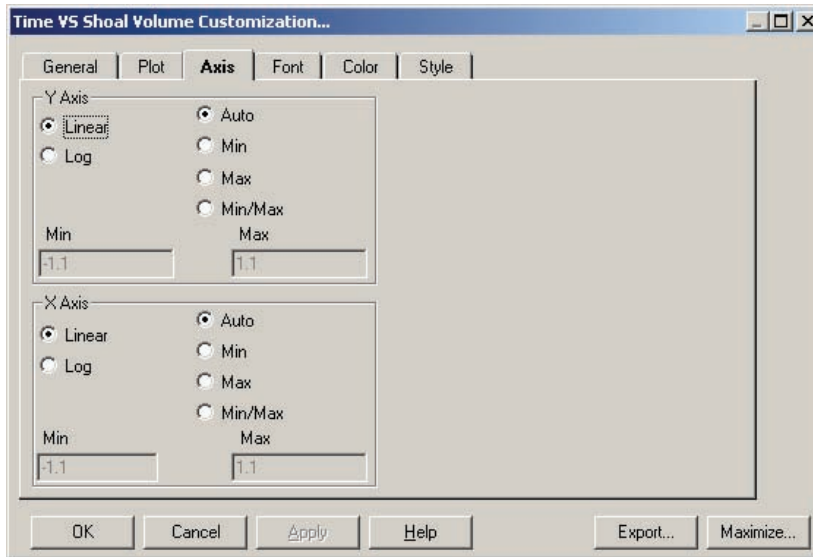 Time VS Shoal Volume Customization...
General Plot Axis Font Color Style
Y Axis
Linear
Log
Auto
Min
Max
Min/Max
Min Max
-1.1 1.1
X Axis
Linear
Log
Auto
Min
Max
Min/Max
Min Max
-1.1 1.1
OK Cancel Apply Help Export... Maximize...